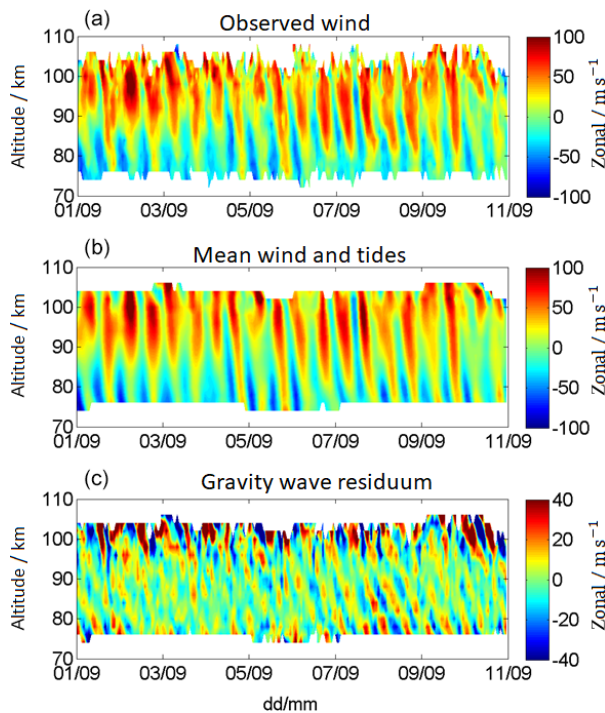 (a) Observed wind
Altitude / km
110
100
90
80
70
01/09 03/09 05/09 07/09 09/09 11/09
100
50
0
-50
-100
Zonal / m s⁻¹
(b) Mean wind and tides
Altitude / km
110
100
90
80
70
01/09 03/09 05/09 07/09 09/09 11/09
100
50
0
-50
-100
Zonal / m s⁻¹
(c) Gravity wave residuum
Altitude / km
110
100
90
80
70
01/09 03/09 05/09 07/09 09/09 11/09
40
20
0
-20
-40
Zonal / m s⁻¹
dd/mm